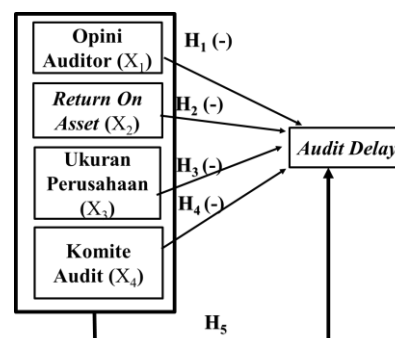 Opini
Auditor (X₁)
H₁ (-)
Return On
Asset (X₂)
H₂ (-)
Ukuran
Perusahaan
(X₃)
H₃ (-)
Audit Delay
H₄ (-)
Komite
Audit (X₄)
H₅